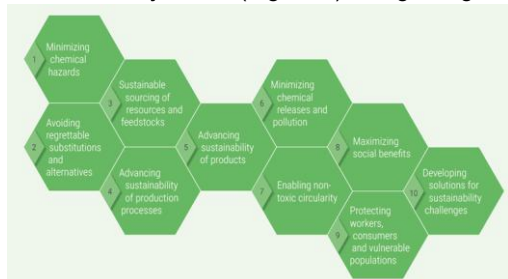 1
Minimizing
chemical
hazards
2
Avoiding
regrettable
substitutions
and
alternatives
3
Sustainable
sourcing of
resources and
feedstocks
4
Advancing
sustainability
of production
processes
5
Advancing
sustainability
of products
6
Minimizing
chemical
releases and
pollution
7
Enabling non-
toxic circularity
8
Maximizing
social benefits
9
Protecting
workers,
consumers
and vulnerable
populations
10
Developing
solutions for
sustainability
challenges